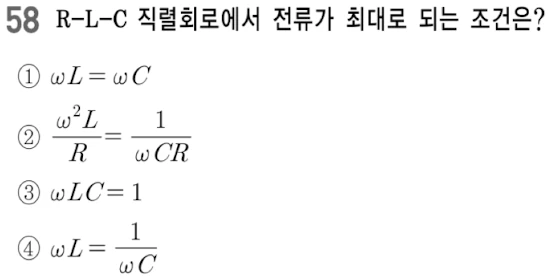 58 R-L-C 직렬회로에서 전류가 최대로 되는 조건은?
① ωL = ωC
② ω²L/R = 1/ωCR
③ ωLC = 1
④ ωL = 1/ωC